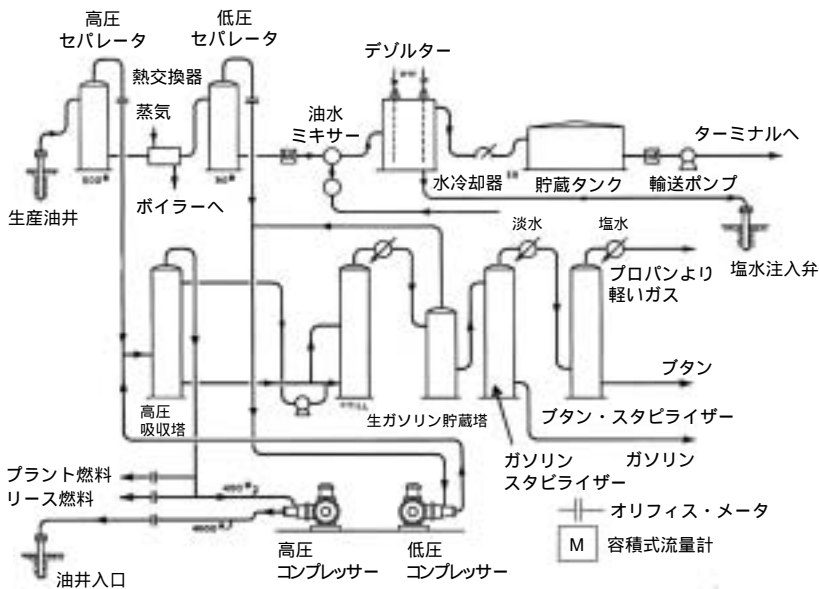 高圧
セパレータ
低圧
セパレータ
熱交換器
蒸気
デゾルター
油水
ミキサー
ターミナルへ
水冷却器
貯蔵タンク
輸送ポンプ
生産油井
ボイラーへ
塩水注入弁
淡水
塩水
プロパンより
軽いガス
ブタン
高圧
吸収塔
生ガソリン貯蔵塔
ブタン・スタビライザー
ガソリン
スタビライザー
ガソリン
プラント燃料
リース燃料
オリフィス・メータ
M 容積式流量計
高圧
コンプレッサー
低圧
コンプレッサー
油井入口